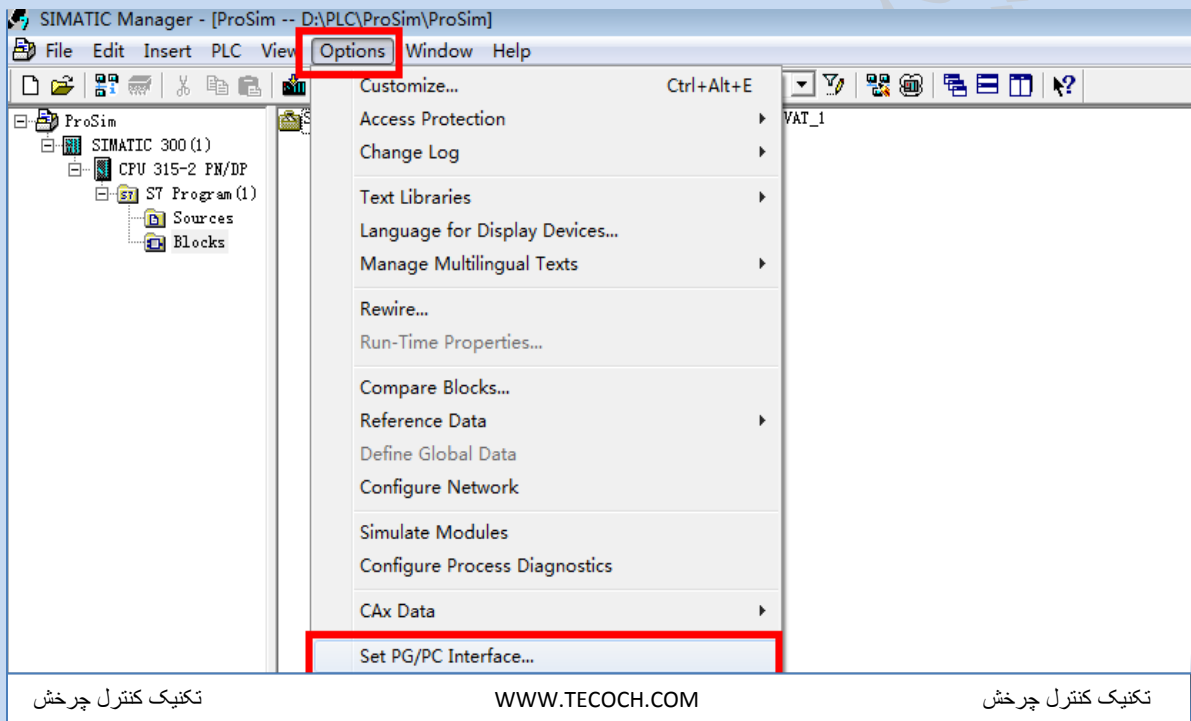 SIMATIC Manager - [ProSim -- D:\PLC\ProSim\ProSim]
File Edit Insert PLC View Options Window Help
Customize... Ctrl+Alt+E
Access Protection
Change Log
Text Libraries
Language for Display Devices...
Manage Multilingual Texts
Rewire...
Run-Time Properties...
Compare Blocks...
Reference Data
Define Global Data
Configure Network
Simulate Modules
Configure Process Diagnostics
CAx Data
Set PG/PC Interface...
ProSim
SIMATIC 300(1)
CPU 315-2 PN/DP
S7 Program(1)
Sources
Blocks
VAT_1
تکنیک کنترل چرخش WWW.TECOCH.COM تکنیک کنترل چرخش